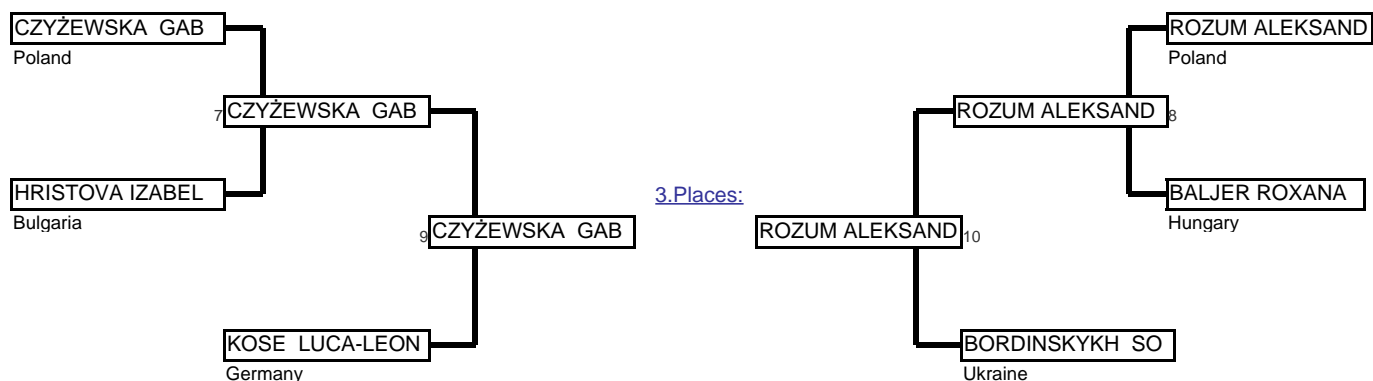 CZYŻEWSKA GAB
Poland
7 CZYŻEWSKA GAB
HRISTOVA IZABEL
Bulgaria
9 CZYŻEWSKA GAB
KOSE LUCA-LEON
Germany
3.Places:
ROZUM ALEKSAND
Poland
ROZUM ALEKSAND 8
BALJER ROXANA
Hungary
ROZUM ALEKSAND 10
BORDINSKYKH SO
Ukraine